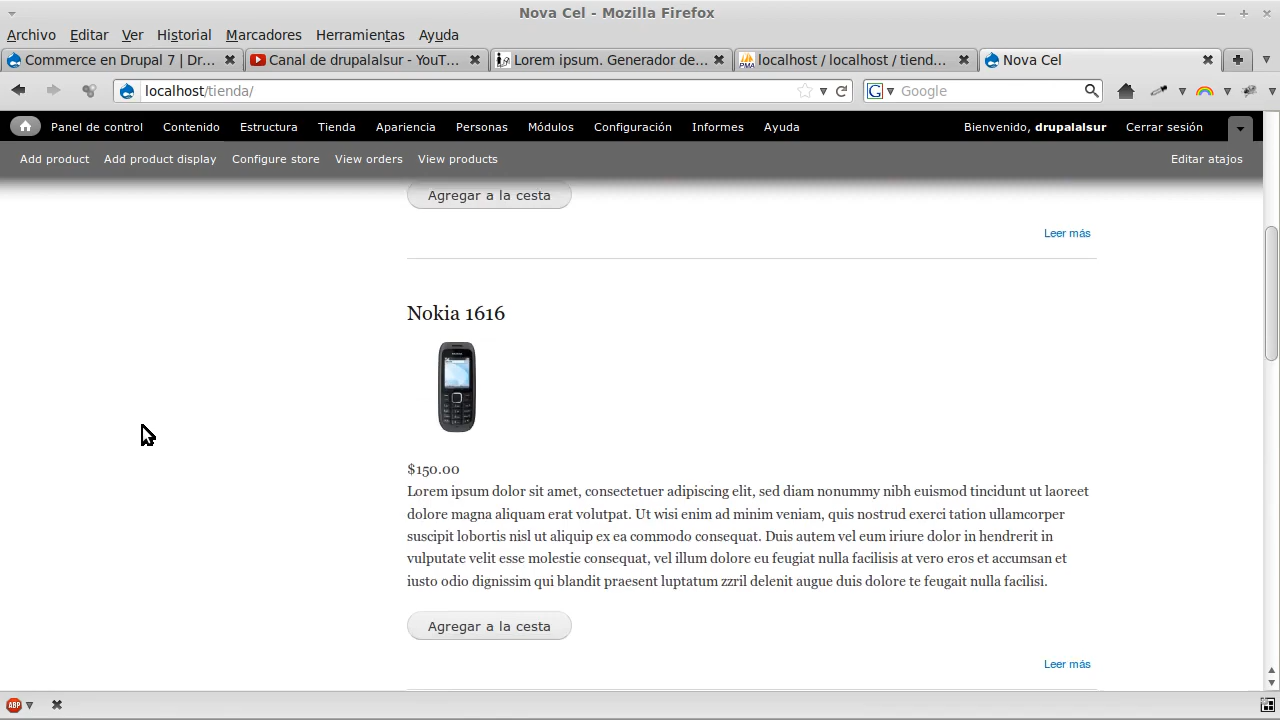 Nova Cel - Mozilla Firefox
Archivo Editar Ver Historial Marcadores Herramientas Ayuda
Commerce en Drupal 7 | Dr... Canal de drupalalsur - YouT... Lorem ipsum. Generador de... localhost / localhost / tiend... Nova Cel
localhost/tienda/ Google
Panel de control Contenido Estructura Tienda Apariencia Personas Módulos Configuración Informes Ayuda Bienvenido, drupalalsur Cerrar sesión
Add product Add product display Configure store View orders View products Editar atajos
Agregar a la cesta
Leer más
Nokia 1616
$150.00
Lorem ipsum dolor sit amet, consectetuer adipiscing elit, sed diam nonummy nibh euismod tincidunt ut laoreet
dolore magna aliquam erat volutpat. Ut wisi enim ad minim veniam, quis nostrud exerci tation ullamcorper
suscipit lobortis nisl ut aliquip ex ea commodo consequat. Duis autem vel eum iriure dolor in hendrerit in
vulputate velit esse molestie consequat, vel illum dolore eu feugiat nulla facilisis at vero eros et accumsan et
iusto odio dignissim qui blandit praesent luptatum zzril delenit augue duis dolore te feugait nulla facilisi.
Agregar a la cesta
Leer más
ABP